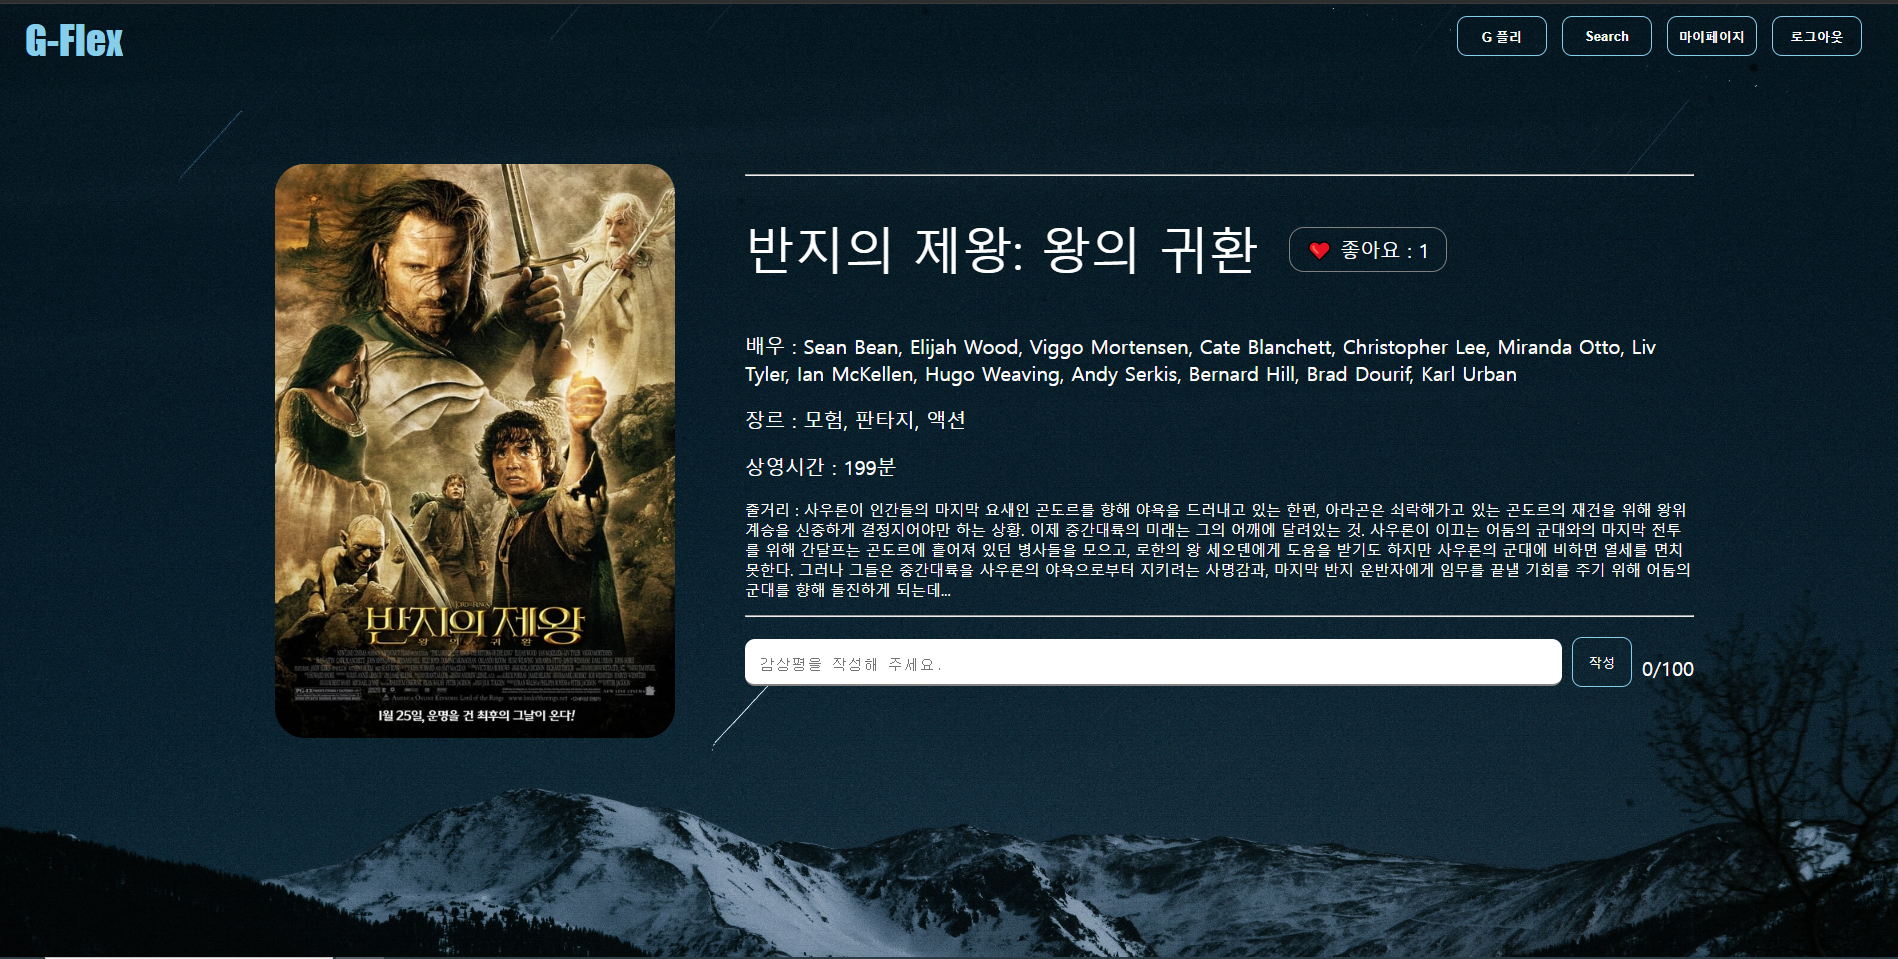 G-Flex
G 플리
Search
마이페이지
로그아웃
반지의 제왕: 왕의 귀환
좋아요 : 1
배우 : Sean Bean, Elijah Wood, Viggo Mortensen, Cate Blanchett, Christopher Lee, Miranda Otto, Liv
Tyler, Ian McKellen, Hugo Weaving, Andy Serkis, Bernard Hill, Brad Dourif, Karl Urban
장르 : 모험, 판타지, 액션
상영시간 : 199분
줄거리 : 사우론이 인간들의 마지막 요새인 곤도르를 향해 야욕을 드러내고 있는 한편, 아라곤은 쇠락해가고 있는 곤도르의 재건을 위해 왕위
계승을 신중하게 결정지어야만 하는 상황. 이제 중간대륙의 미래는 그의 어깨에 달려있는 것. 사우론이 이끄는 어둠의 군대와의 마지막 전투
를 위해 간달프는 곤도르에 흩어져 있던 병사들을 모으고, 로한의 왕 세오덴에게 도움을 받기도 하지만 사우론의 군대에 비하면 열세를 면치
못한다. 그러나 그들은 중간대륙을 사우론의 야욕으로부터 지키려는 사명감과, 마지막 반지 운반자에게 임무를 끝낼 기회를 주기 위해 어둠의
군대를 향해 돌진하게 되는데...
감상평을 작성해 주세요.
작성
0/100
반지의 제왕
왕의 귀환
PG-13
America Online Keyword: Lord of the Rings
www.lordoftherings.net
NEW LINE CINEMA
1월 25일, 운명을 건 최후의 그날이 온다!